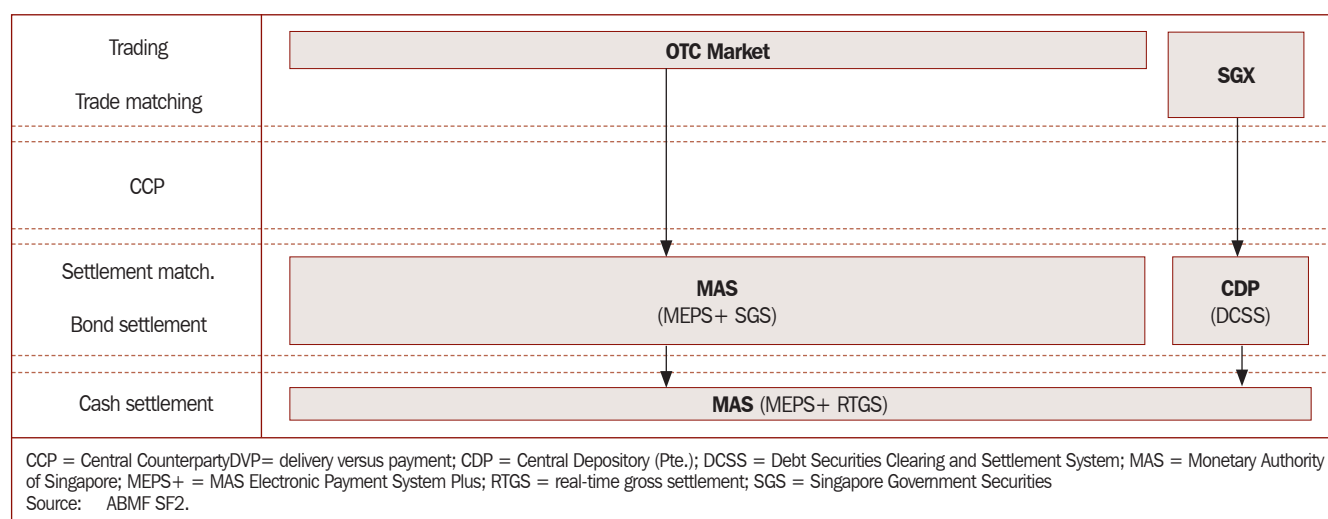 Trading
OTC Market
SGX
Trade matching
CCP
Settlement match.
MAS
CDP
(MEPS+ SGS)
(DCSS)
Bond settlement
Cash settlement
MAS (MEPS+ RTGS)
CCP = Central CounterpartyDVP= delivery versus payment; CDP = Central Depository (Pte.); DCSS = Debt Securities Clearing and Settlement System; MAS = Monetary Authority
of Singapore; MEPS+ = MAS Electronic Payment System Plus; RTGS = real-time gross settlement; SGS = Singapore Government Securities
Source: ABMF SF2.